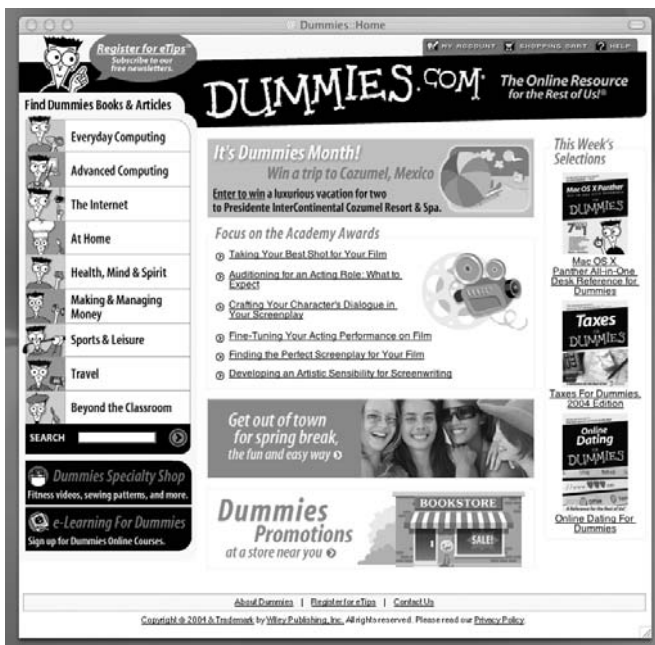 Dummies::Home
Register for eTips™
Subscribe to our
free newsletters.
MY ACCOUNT SHOPPING CART ? HELP
DUMMIES.COM®
The Online Resource
for the Rest of Us!®
Find Dummies Books & Articles
Everyday Computing
Advanced Computing
The Internet
At Home
Health, Mind & Spirit
Making & Managing
Money
Sports & Leisure
Travel
Beyond the Classroom
SEARCH
Dummies Specialty Shop
Fitness videos, sewing patterns, and more.
e-Learning For Dummies
Sign up for Dummies Online Courses.
It's Dummies Month!
Win a trip to Cozumel, Mexico
Enter to win a luxurious vacation for two
to Presidente InterContinental Cozumel Resort & Spa.
Focus on the Academy Awards
Taking Your Best Shot for Your Film
Auditioning for an Acting Role: What to
Expect
Crafting Your Character's Dialogue in
Your Screenplay
Fine-Tuning Your Acting Performance on Film
Finding the Perfect Screenplay for Your Film
Developing an Artistic Sensibility for Screenwriting
Get out of town
for spring break,
the fun and easy way
Dummies
Promotions
at a store near you
BOOKSTORE
SALE!
This Week's
Selections
Mac OS X Panther
DUMMIES
Mac OS X
Panther All-in-One
Desk Reference for
Dummies
Taxes
DUMMIES
Taxes For Dummies,
2004 Edition
Online
Dating
DUMMIES
Online Dating For
Dummies
About Dummies | Register for eTips | Contact Us
Copyright © 2004 & Trademark by Wiley Publishing, Inc. All rights reserved. Please read our Privacy Policy